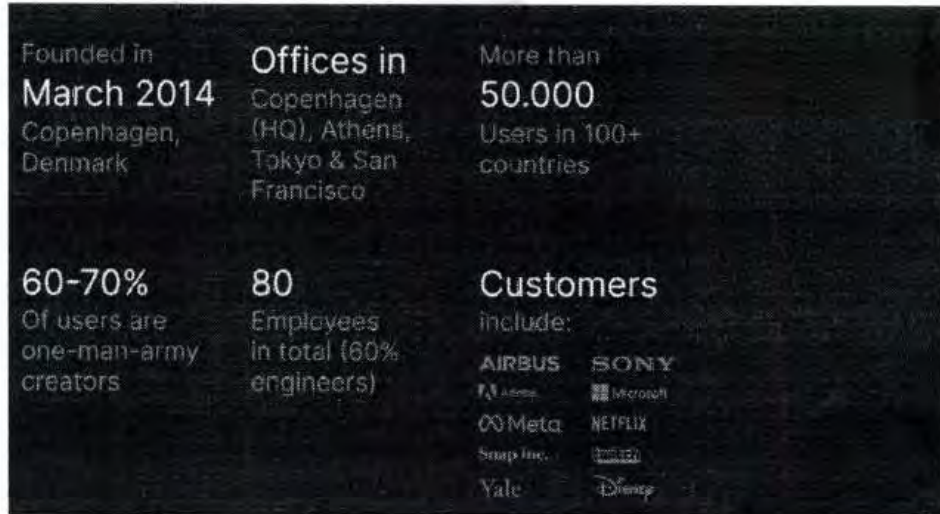 Founded in
March 2014
Copenhagen,
Denmark
Offices in
Copenhagen
(HQ), Athens,
Tokyo & San
Francisco
More than
50.000
Users in 100+
countries
60-70%
Of users are
one-man-army
creators
80
Employees
in total (60%
engineers)
Customers
include:
AIRBUS SONY
Adobe Microsoft
Meta NETFLIX
Snap Inc.
Yale Disney